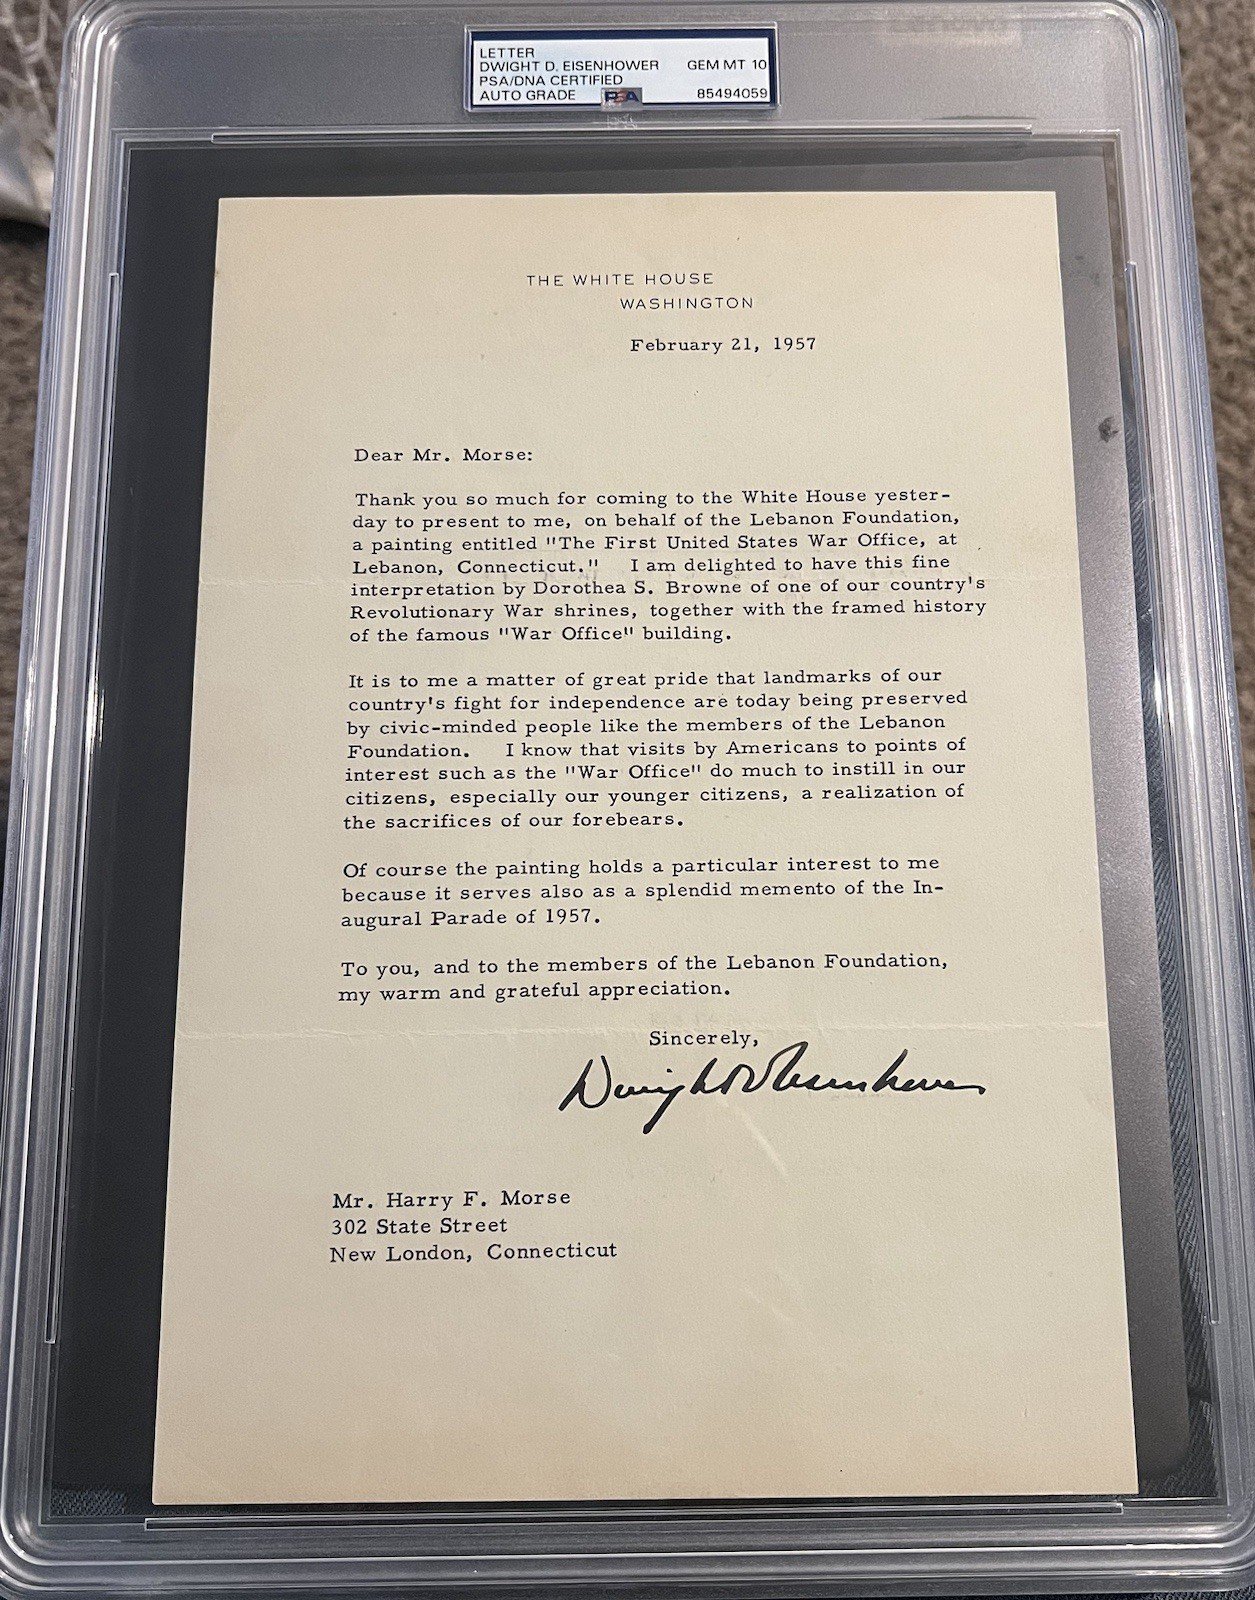 LETTER
DWIGHT D. EISENHOWER GEM MT 10
PSA/DNA CERTIFIED
AUTO GRADE PSA 85494059
THE WHITE HOUSE
WASHINGTON
February 21, 1957
Dear Mr. Morse:
Thank you so much for coming to the White House yester-
day to present to me, on behalf of the Lebanon Foundation,
a painting entitled "The First United States War Office, at
Lebanon, Connecticut." I am delighted to have this fine
interpretation by Dorothea S. Browne of one of our country's
Revolutionary War shrines, together with the framed history
of the famous "War Office" building.
It is to me a matter of great pride that landmarks of our
country's fight for independence are today being preserved
by civic-minded people like the members of the Lebanon
Foundation. I know that visits by Americans to points of
interest such as the "War Office" do much to instill in our
citizens, especially our younger citizens, a realization of
the sacrifices of our forebears.
Of course the painting holds a particular interest to me
because it serves also as a splendid memento of the In-
augural Parade of 1957.
To you, and to the members of the Lebanon Foundation,
my warm and grateful appreciation.
Sincerely,
Dwight D Eisenhower
Mr. Harry F. Morse
302 State Street
New London, Connecticut